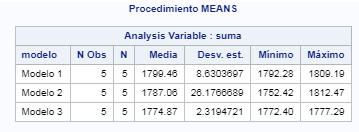 Procedimiento MEANS
Analysis Variable : suma
modelo N Obs N Media Desv. est. Mínimo Máximo
Modelo 1 5 5 1799.46 8.6303697 1792.28 1809.19
Modelo 2 5 5 1787.06 26.1766889 1752.42 1812.47
Modelo 3 5 5 1774.87 2.3194721 1772.40 1777.29